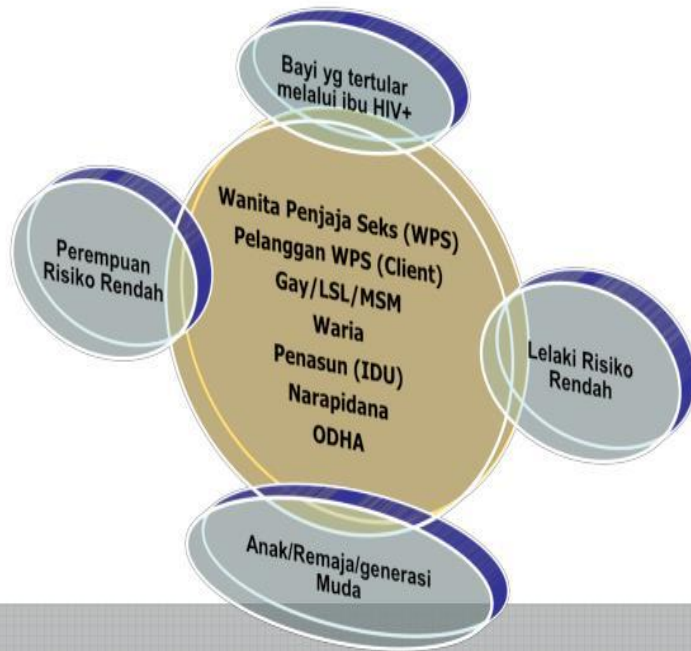 Bayi yg tertular
melalui ibu HIV+
Wanita Penjaja Seks (WPS)
Pelanggan WPS (Client)
Gay/LSL/MSM
Waria
Penasun (IDU)
Narapidana
ODHA
Perempuan
Risiko Rendah
Lelaki Risiko
Rendah
Anak/Remaja/generasi
Muda